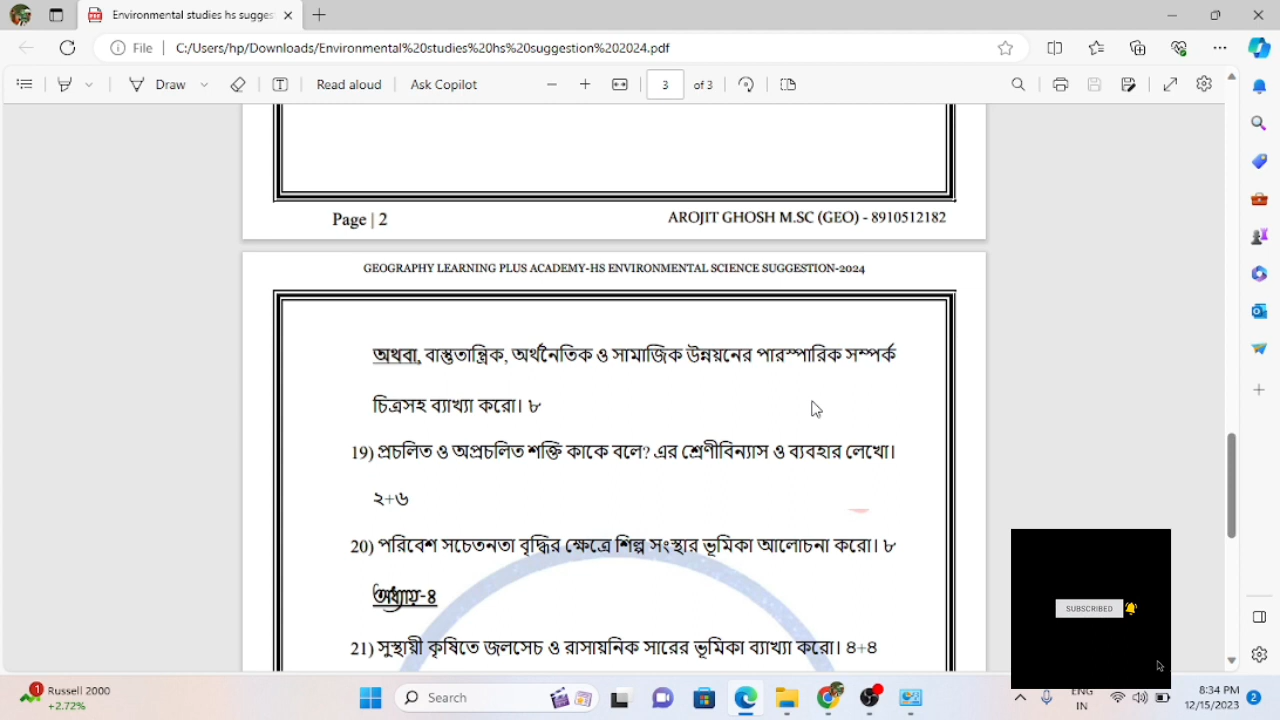 Environmental studies hs sugges
File
C:/Users/hp/Downloads/Environmental%20studies%20hs%20suggestion%202024.pdf
Draw
Read aloud
Ask Copilot
3
of 3
Page | 2
AROJIT GHOSH M.SC (GEO) - 8910512182
GEOGRAPHY LEARNING PLUS ACADEMY-HS ENVIRONMENTAL SCIENCE SUGGESTION-2024
অথবা, বাস্তুতান্ত্রিক, অর্থনৈতিক ও সামাজিক উন্নয়নের পারস্পারিক সম্পর্ক
চিত্রসহ ব্যাখ্যা করো। ৮
19) প্রচলিত ও অপ্রচলিত শক্তি কাকে বলে? এর শ্রেণীবিন্যাস ও ব্যবহার লেখো।
২+৬
20) পরিবেশ সচেতনতা বৃদ্ধির ক্ষেত্রে শিল্প সংস্থার ভূমিকা আলোচনা করো। ৮
অধ্যায়-৪
21) সুস্থায়ী কৃষিতে জলসেচ ও রাসায়নিক সারের ভূমিকা ব্যাখ্যা করো। ৪+৪
SUBSCRIBED
1
Russell 2000
+2.72%
Search
ENG
IN
8:34 PM
12/15/2023
2